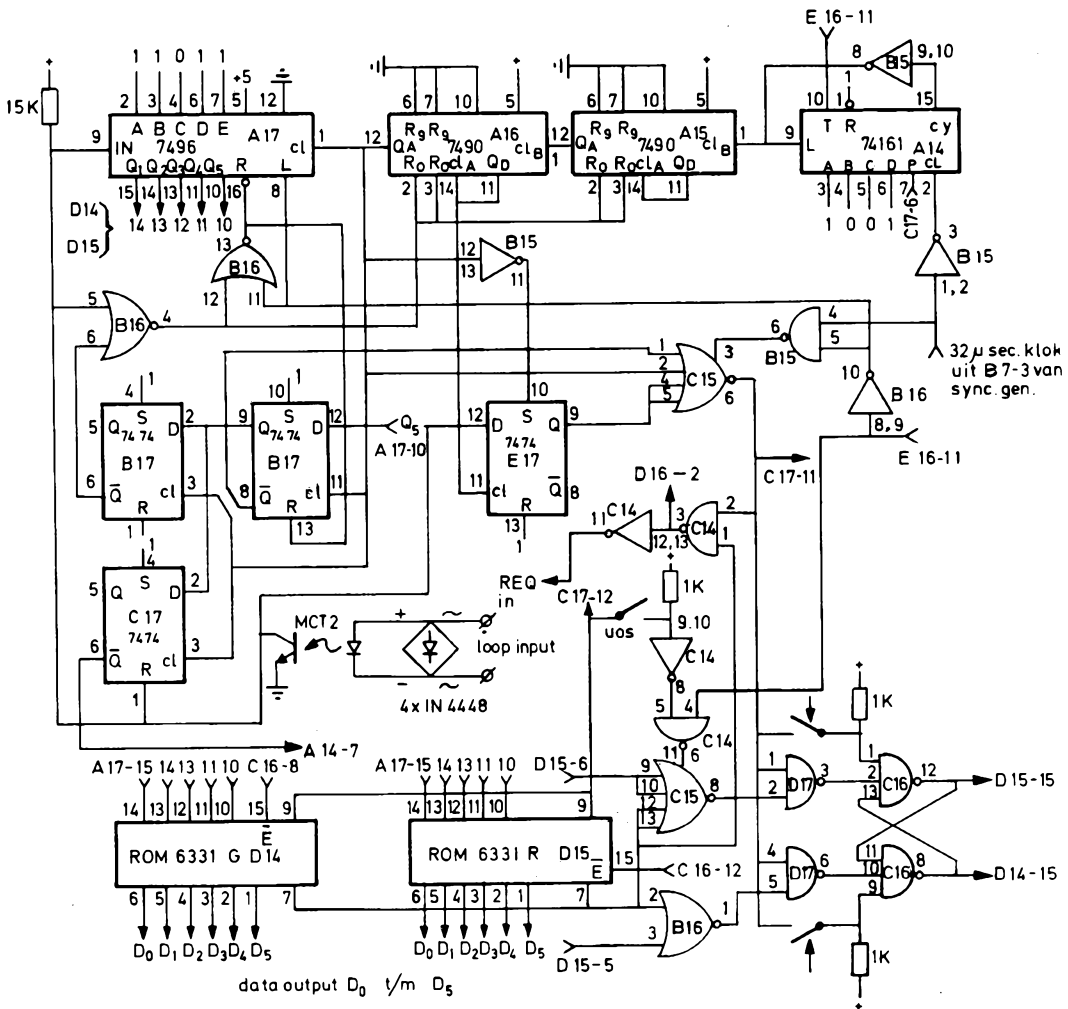 E 16-11
1 1 0 1 1
+ +5 + +
8 9,10
B15
15K
2 3 4 6 7 5 12
6 7 10 5
6 7 10 5
10 1 1 15
9 A B C D E A17 1
IN 7496 cl
Q1 Q2 Q3 Q4 Q5 R L
12 R9 R9 A16 12
QA 7490 clB
R0 R0 clA QD 1
R9 R9 A15 1
QA 7490 clB
R0 R0 clA QD
T R cy
9 L 74161 A14
A B C D P CL
15 14 13 11 10 16 8
2 3 14 11
2 3 14 11
3 4 5 6 7 2
14 13 12 11 10
D14
D15
1 0 0 1 C17-6
13
B16
12 11
12
13
B15
11
3
B15
1,2
5
6
B16
4
1
2
4
5
C15
3
6
6
B15
4
5
32 µ sec. klok
uit B 7-3 van
sync. gen.
10
B16
8,9
E 16-11
4 1
S
5 Q D 2
7474
B17
6 Q cl 3
R
1
10 1
S
9 Q D 12
7474
B17
8 Q cl 11
R
13
Q5
A 17-10
10
S
12 D Q 9
7474
E17
11 cl Q 8
R
13
1
C17-11
D16-2
11 C14
12,13
3 C14
2
1
REQ
in
C17-12
uos
+
1K
9.10
C14
8
5 4
C14
11 6
1
4
S
5 Q D 2
C 17
7474
6 Q cl 3
R
1
MCT2
+ ~
loop input
- ~
4 x IN 4448
A 14-7
1K
A17-15 14 13 11 10 C16-8
14 13 12 11 10 15 9
E
ROM 6331 G D14
6 5 4 3 2 1 7
D0 D1 D2 D3 D4 D5
A17-15 14 13 11 10
14 13 12 11 10 9
ROM 6331 R D15
E 15
C 16-12
6 5 4 3 2 1 7
D0 D1 D2 D3 D4 D5
D15-6
9
10
12
13
C15
8
1
2
D17
3
1
2
13
C16
12
D15-15
4
5
D17
6
11
10
9
C16
8
D14-15
2
3
B16
1
D 15-5
1K
+
data output D0 t/m D5